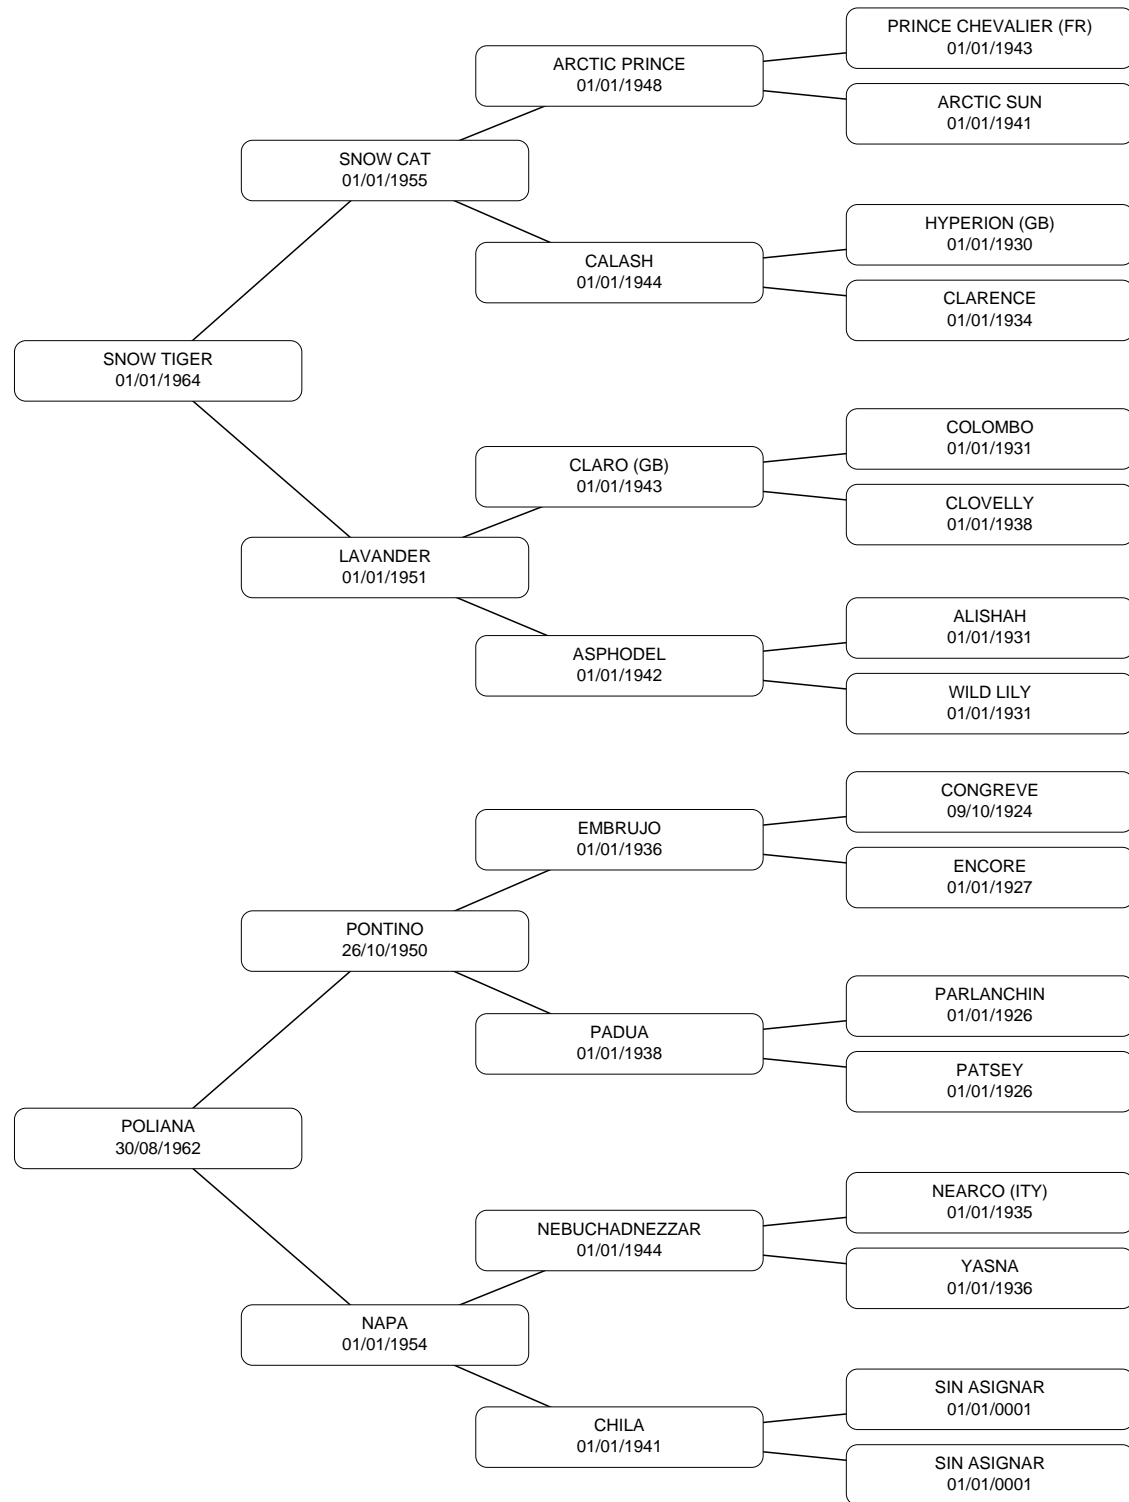 PRINCE CHEVALIER (FR)
01/01/1943
ARCTIC PRINCE
01/01/1948
ARCTIC SUN
01/01/1941
SNOW CAT
01/01/1955
HYPERION (GB)
01/01/1930
CALASH
01/01/1944
CLARENCE
01/01/1934
SNOW TIGER
01/01/1964
COLOMBO
01/01/1931
CLARO (GB)
01/01/1943
CLOVELLY
01/01/1938
LAVANDER
01/01/1951
ALISHAH
01/01/1931
ASPHODEL
01/01/1942
WILD LILY
01/01/1931
CONGREVE
09/10/1924
EMBRUJO
01/01/1936
ENCORE
01/01/1927
PONTINO
26/10/1950
PARLANCHIN
01/01/1926
PADUA
01/01/1938
PATSEY
01/01/1926
POLIANA
30/08/1962
NEARCO (ITY)
01/01/1935
NEBUCHADNEZZAR
01/01/1944
YASNA
01/01/1936
NAPA
01/01/1954
SIN ASIGNAR
01/01/0001
CHILA
01/01/1941
SIN ASIGNAR
01/01/0001